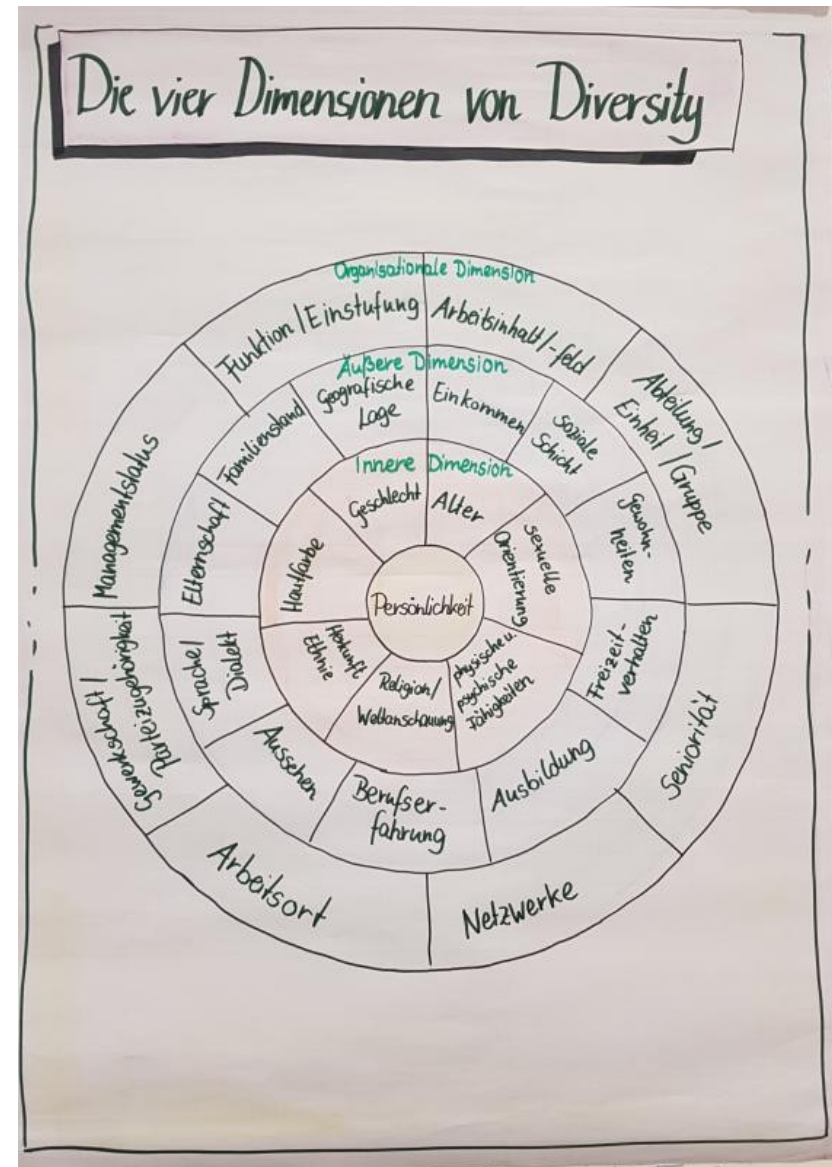 Die vier Dimensionen von Diversity
Organisationale Dimension
Funktion/Einstufung
Arbeitsinhalt/-feld
Abteilung/
Einheit/Gruppe
Seniorität
Netzwerke
Arbeitsort
Gewerkschaft/
Parteizugehörigkeit
Managementstatus
Äußere Dimension
Geografische
Lage
Einkommen
soziale
Schicht
Gewohn-
heiten
Freizeit-
verhalten
Ausbildung
Berufser-
fahrung
Aussehen
Sprache/
Dialekt
Elternschaft
Familienstand
Innere Dimension
Geschlecht
Alter
sexuelle
Orientierung
physische u.
psychische
Fähigkeiten
Religion/
Weltanschauung
Herkunft
Ethnie
Hautfarbe
Persönlichkeit